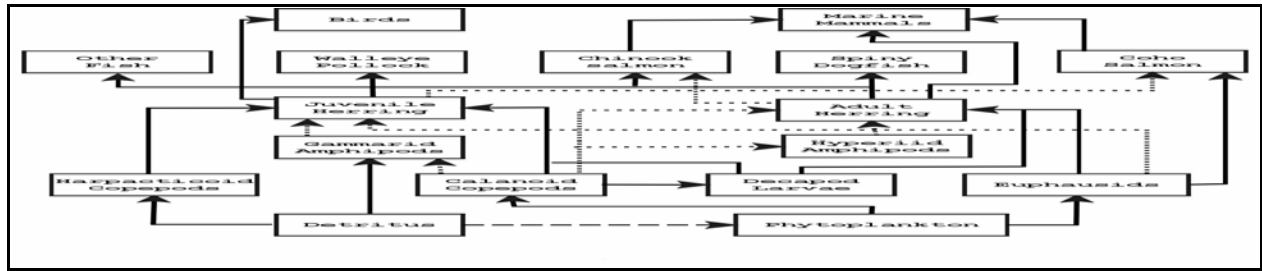 Birds
Marine
Mammals
Other
Fish
Walleye
Pollock
Chinook
salmon
Spiny
Dogfish
Coho
Salmon
Juvenile
Herring
Adult
Herring
Gammarid
Amphipods
Hyperiid
Amphipods
Harpacticoid
Copepods
Calanoid
Copepods
Decapod
Larvae
Euphausids
Detritus
Phytoplankton